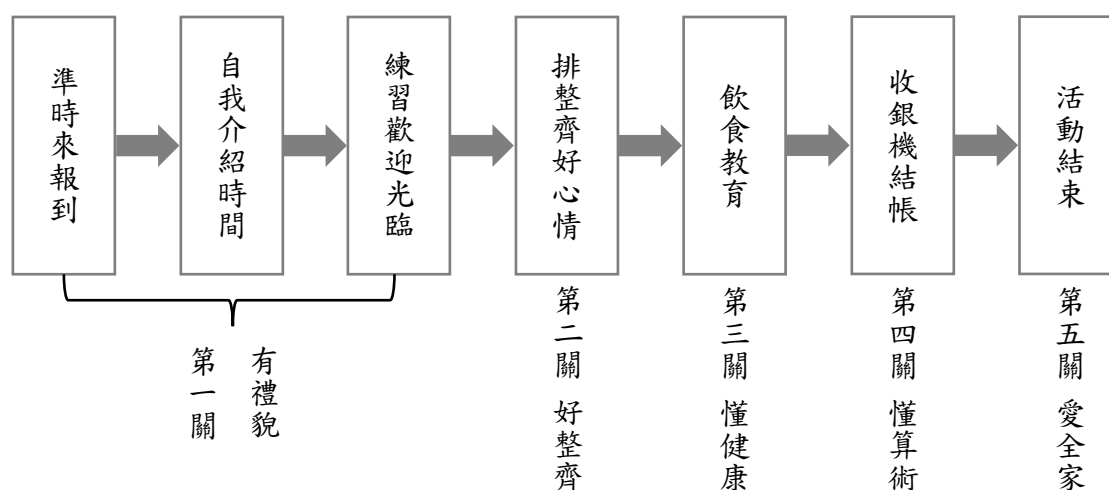 準時來報到
自我介紹時間
練習歡迎光臨
排整齊好心情
飲食教育
收銀機結帳
活動結束
第一關
有禮貌
第二關 好整齊
第三關 懂健康
第四關 懂算術
第五關 愛全家